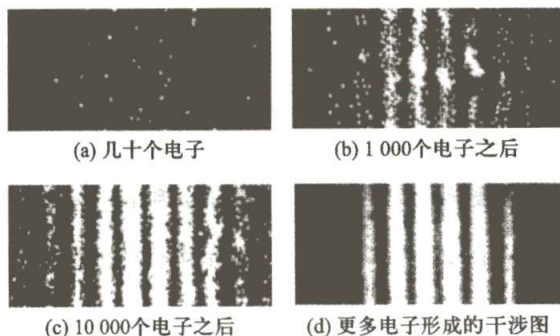 (a) 几十个电子
(b) 1 000个电子之后
(c) 10 000个电子之后
(d) 更多电子形成的干涉图